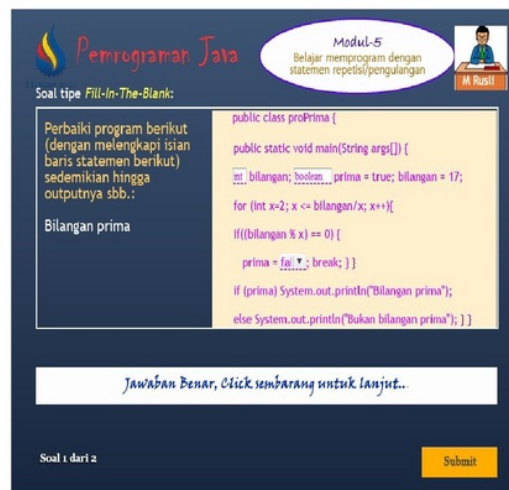 Pemrograman Java
Modul-5
Belajar memprogram dengan
statemen repetisi/pengulangan
M Rusli
Soal tipe Fill-In-The-Blank:
Perbaiki program berikut
(dengan melengkapi isian
baris statemen berikut)
sedemikian hingga
outputnya sbb.:
Bilangan prima
public class proPrima {
public static void main(String args[]) {
int bilangan; boolean prima = true; bilangan = 17;
for (int x=2; x <= bilangan/x; x++){
if((bilangan % x) == 0) {
prima = fal ; break; } }
if (prima) System.out.println("Bilangan prima");
else System.out.println("Bukan bilangan prima"); } }
Jawaban Benar, Click sembarang untuk lanjut..
Soal 1 dari 2
Submit